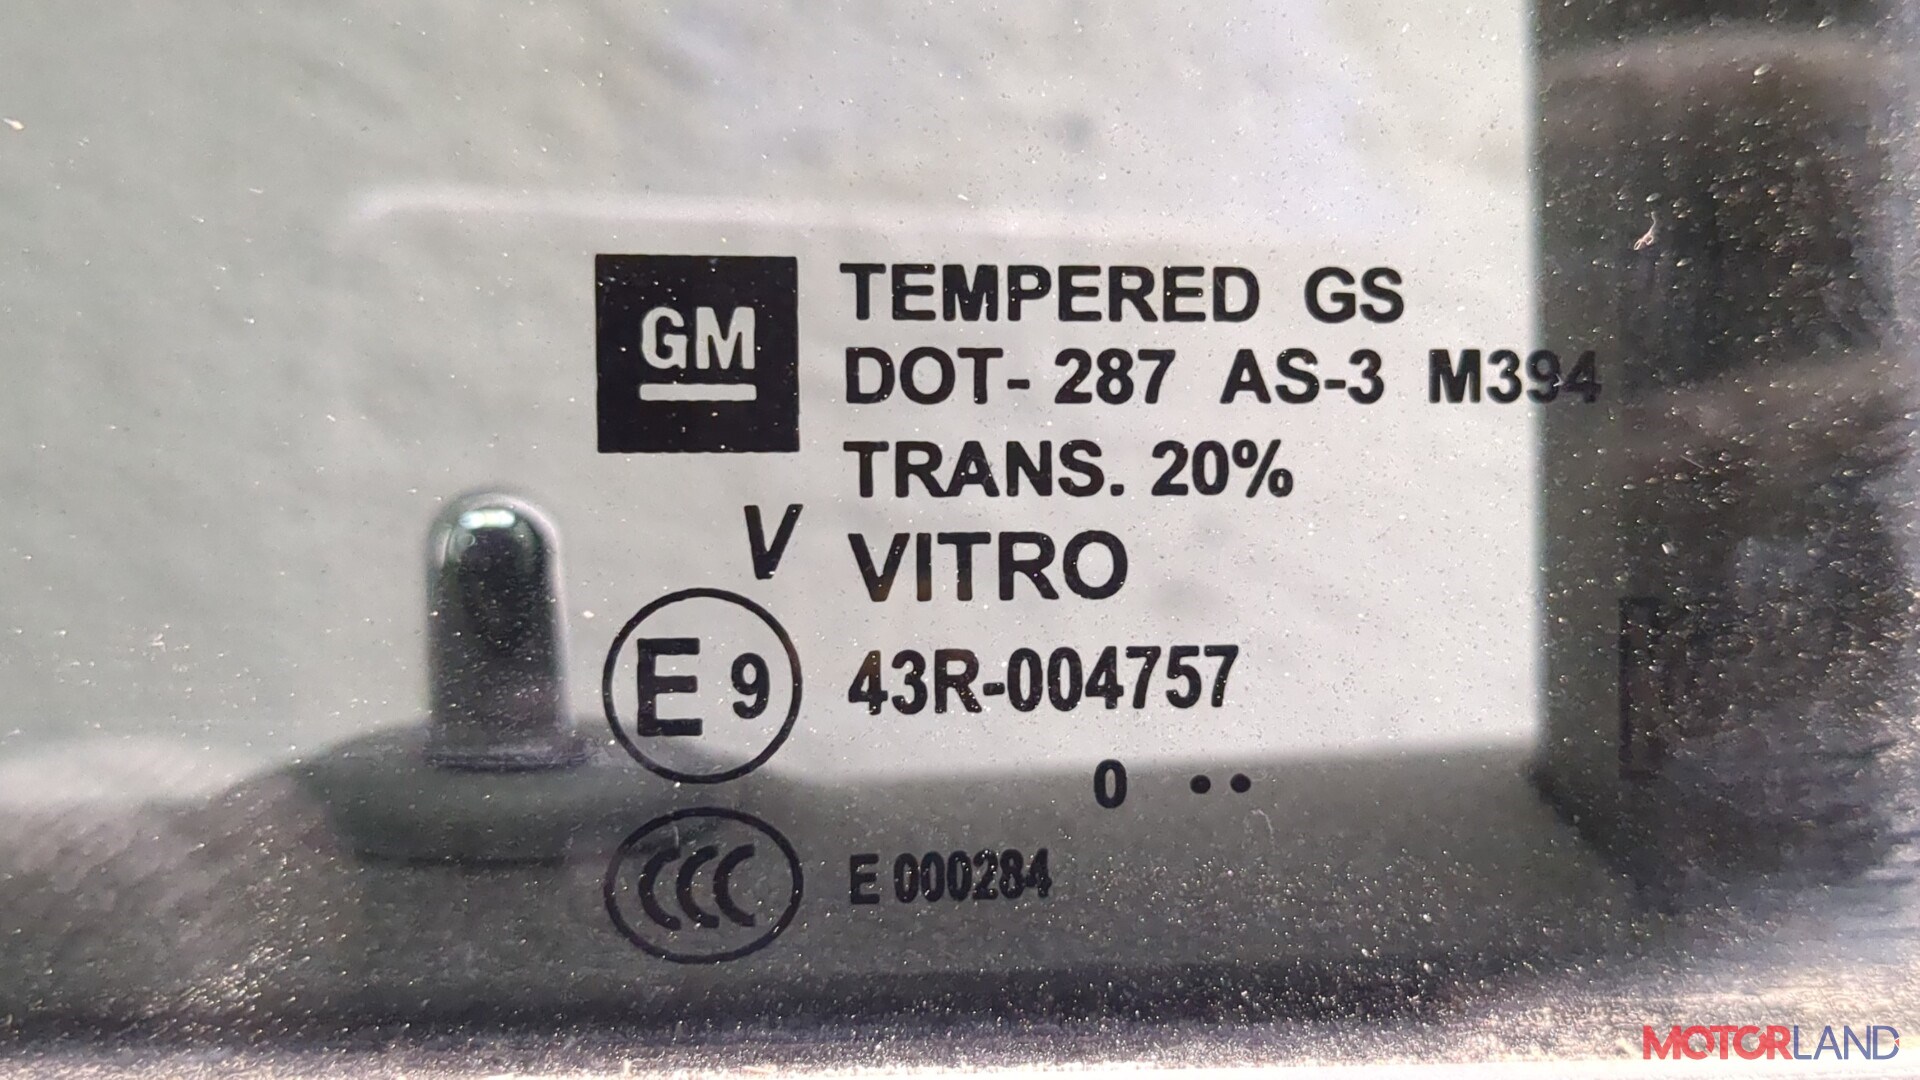 GM
TEMPERED GS
DOT- 287 AS-3 M394
TRANS. 20%
V VITRO
E 9 43R-004757
0 ••
CCC E 000284
MOTORLAND